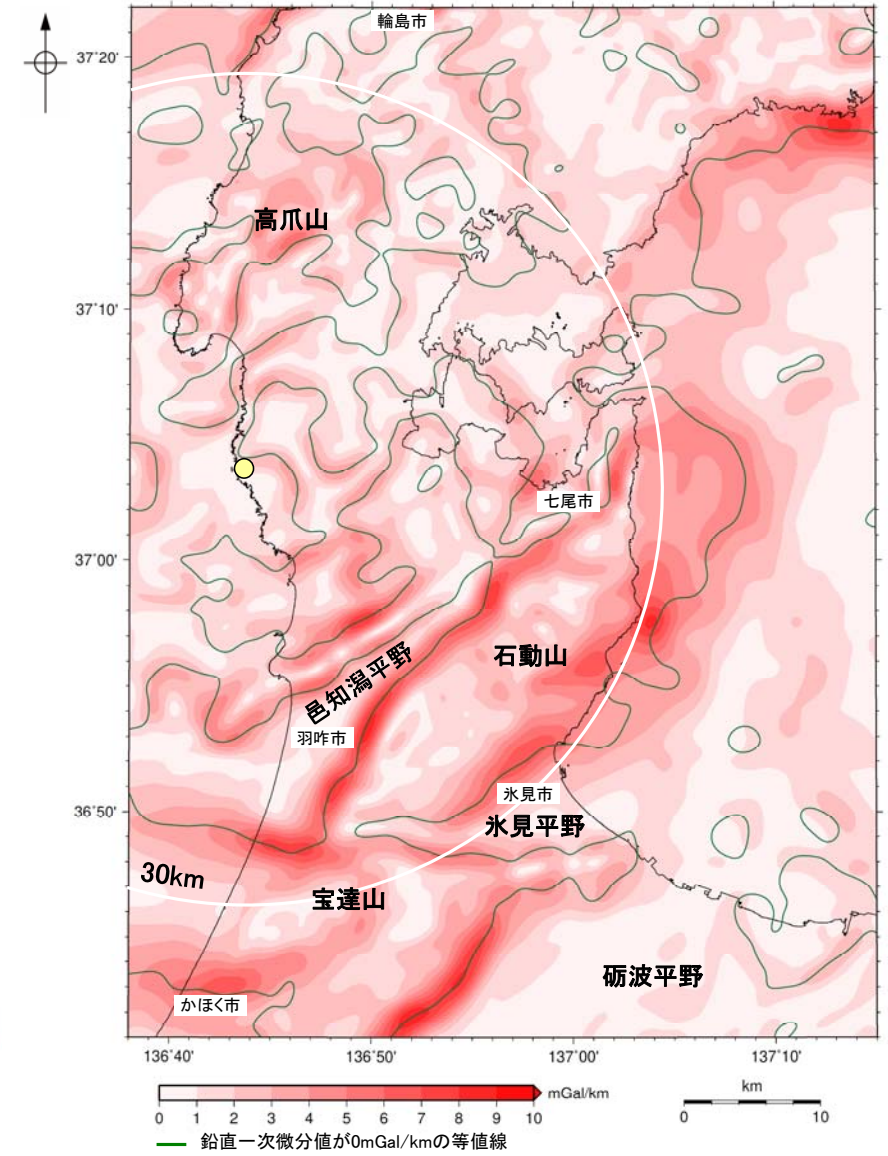 輪島市
37°20'
高爪山
37°10'
七尾市
37°00'
石動山
邑知潟平野
羽咋市
36°50'
氷見市
氷見平野
30km
宝達山
砺波平野
かほく市
136°40' 136°50' 137°00' 137°10'
mGal/km
0 1 2 3 4 5 6 7 8 9 10
km
0 10
鉛直一次微分値が0mGal/kmの等値線